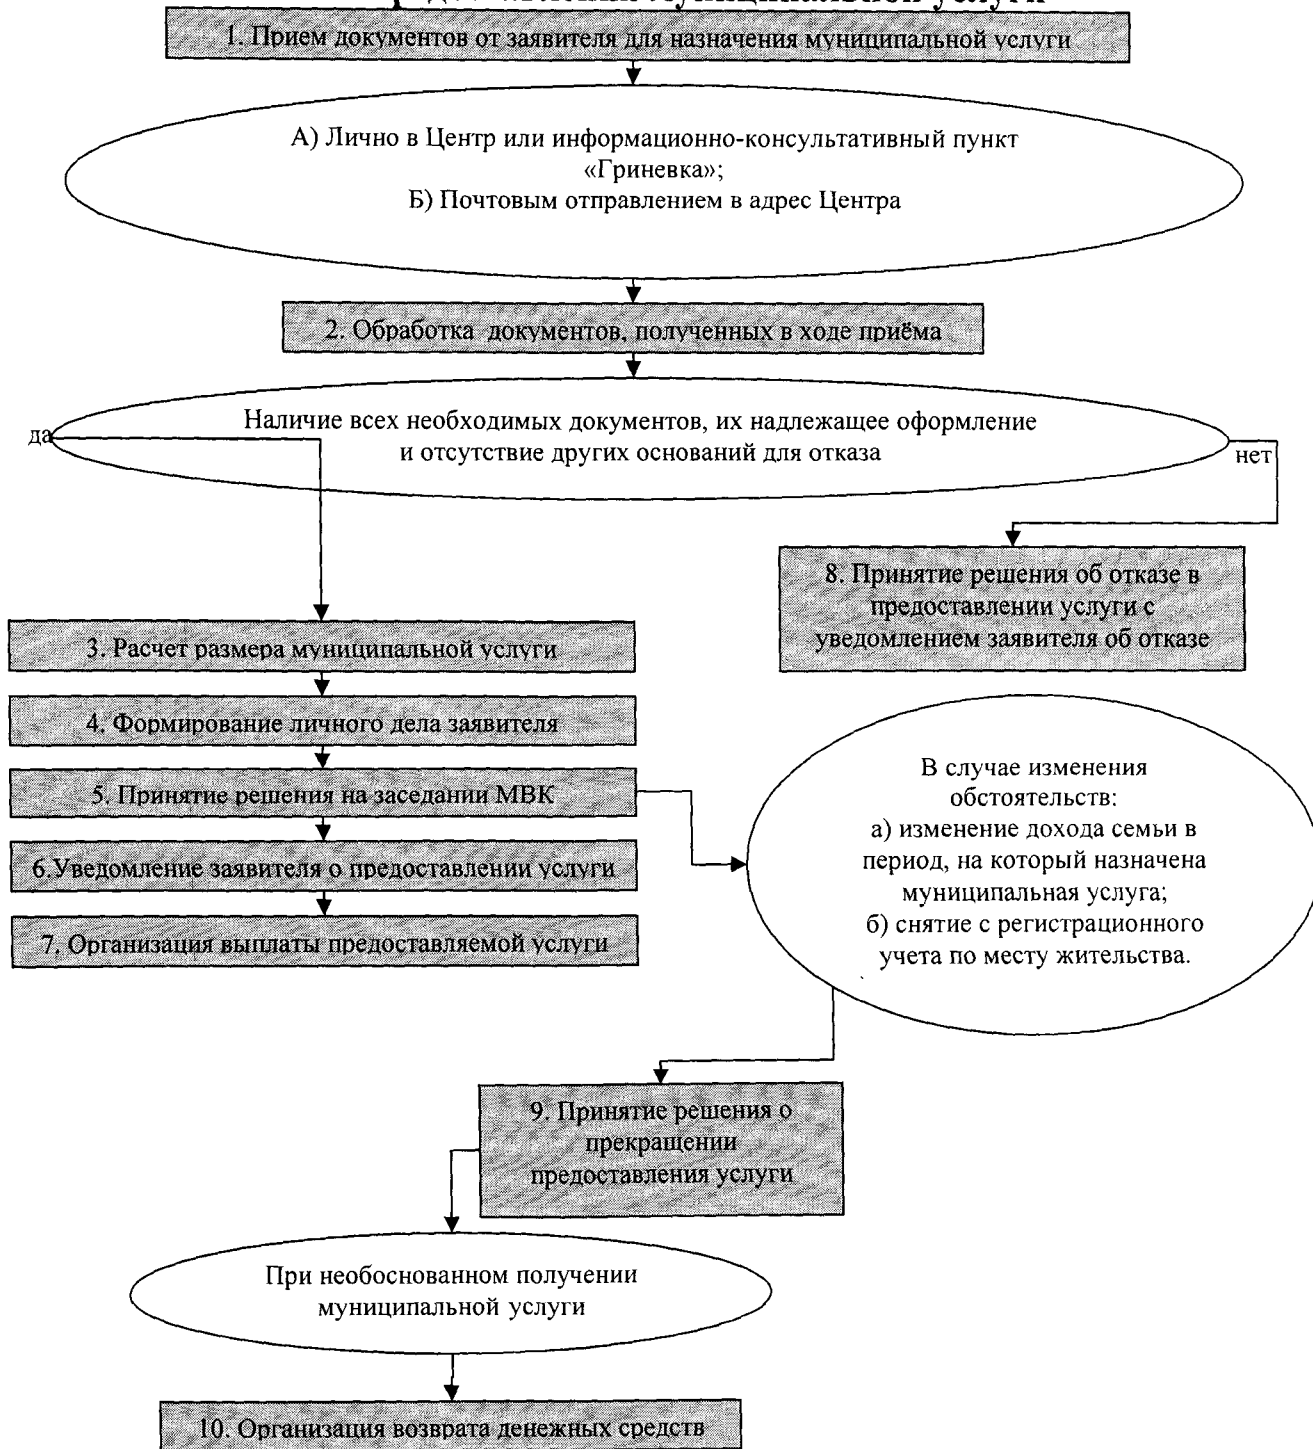 муниципальной услуги
1. Прием документов от заявителя для назначения муниципальной услуги
А) Лично в Центр или информационно-консультативный пункт
«Гриневка»;
Б) Почтовым отправлением в адрес Центра
2. Обработка документов, полученных в ходе приёма
Наличие всех необходимых документов, их надлежащее оформление
и отсутствие других оснований для отказа
да
нет
8. Принятие решения об отказе в
предоставлении услуги с
уведомлением заявителя об отказе
3. Расчет размера муниципальной услуги
4. Формирование личного дела заявителя
5. Принятие решения на заседании МВК
6.Уведомление заявителя о предоставлении услуги
7. Организация выплаты предоставляемой услуги
В случае изменения
обстоятельств:
а) изменение дохода семьи в
период, на который назначена
муниципальная услуга;
б) снятие с регистрационного
учета по месту жительства.
9. Принятие решения о
прекращении
предоставления услуги
При необоснованном получении
муниципальной услуги
10. Организация возврата денежных средств